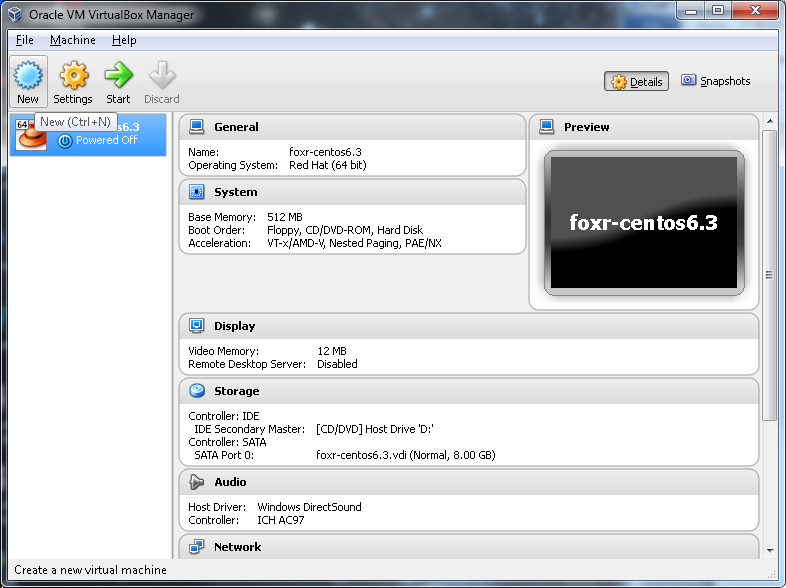 Oracle VM VirtualBox Manager
File Machine Help
New Settings Start Discard
Details Snapshots
New (Ctrl+N)
64 s6.3
Powered Off
General
Name: foxr-centos6.3
Operating System: Red Hat (64 bit)
System
Base Memory: 512 MB
Boot Order: Floppy, CD/DVD-ROM, Hard Disk
Acceleration: VT-x/AMD-V, Nested Paging, PAE/NX
Preview
foxr-centos6.3
Display
Video Memory: 12 MB
Remote Desktop Server: Disabled
Storage
Controller: IDE
IDE Secondary Master: [CD/DVD] Host Drive 'D:'
Controller: SATA
SATA Port 0: foxr-centos6.3.vdi (Normal, 8.00 GB)
Audio
Host Driver: Windows DirectSound
Controller: ICH AC97
Network
Create a new virtual machine